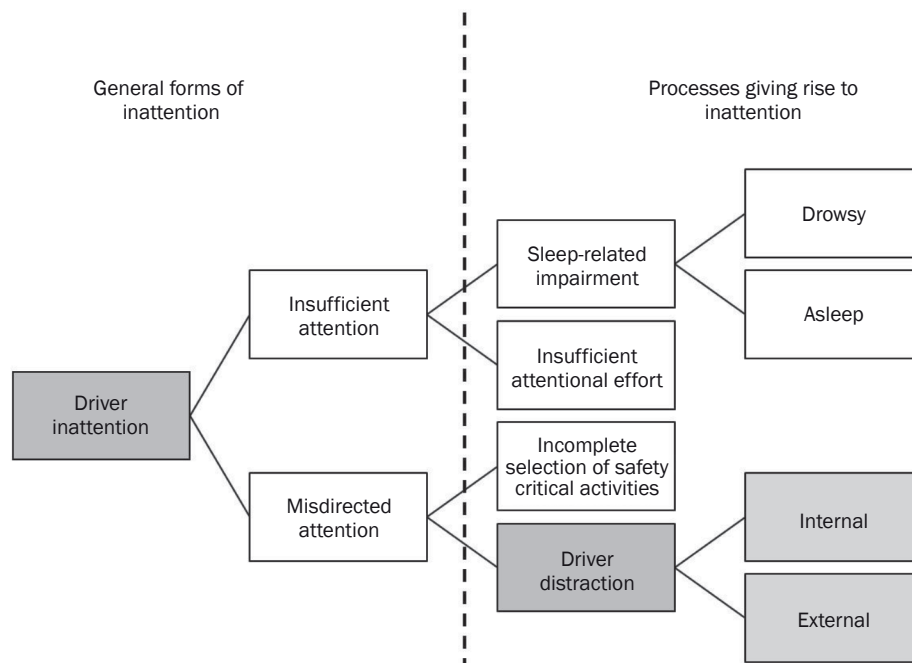 General forms of
inattention
Processes giving rise to
inattention
Driver
inattention
Insufficient
attention
Misdirected
attention
Sleep-related
impairment
Insufficient
attentional effort
Incomplete
selection of safety
critical activities
Driver
distraction
Drowsy
Asleep
Internal
External